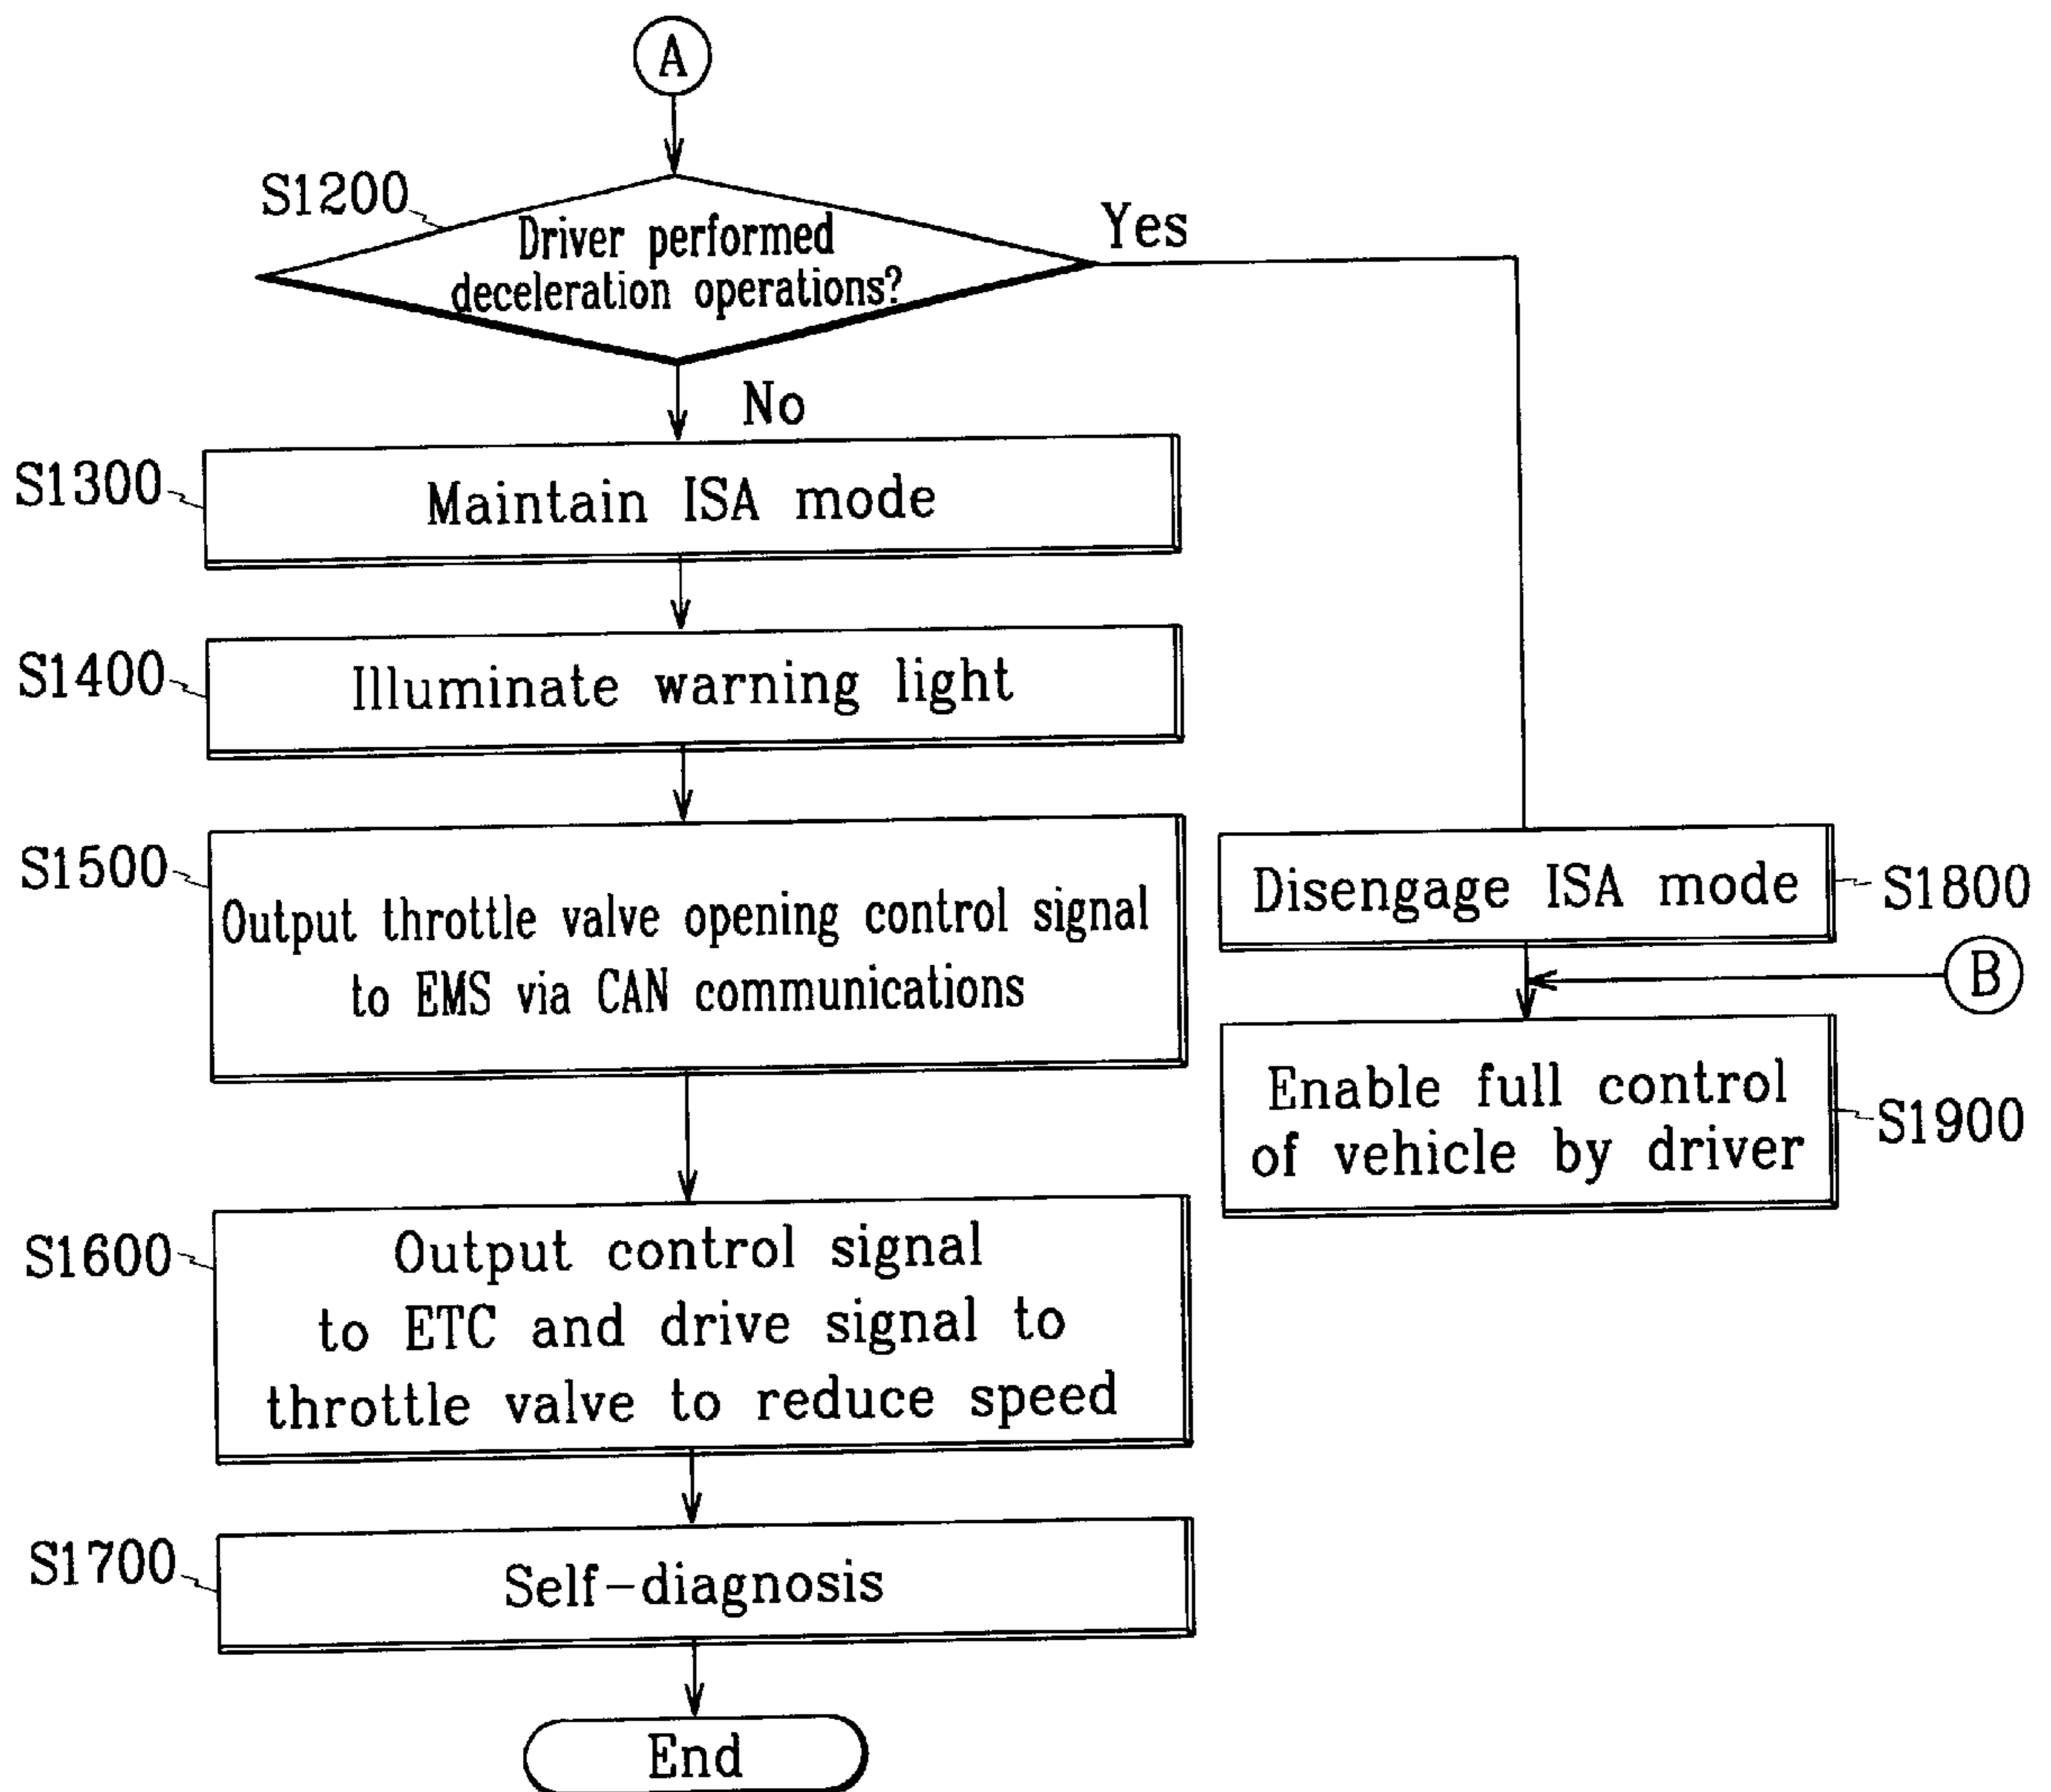 A
S1200
Driver performed
deceleration operations?
Yes
No
S1300
Maintain ISA mode
S1400
Illuminate warning light
S1500
Output throttle valve opening control signal
to EMS via CAN communications
Disengage ISA mode
S1800
B
Enable full control
of vehicle by driver
S1900
S1600
Output control signal
to ETC and drive signal to
throttle valve to reduce speed
S1700
Self-diagnosis
End